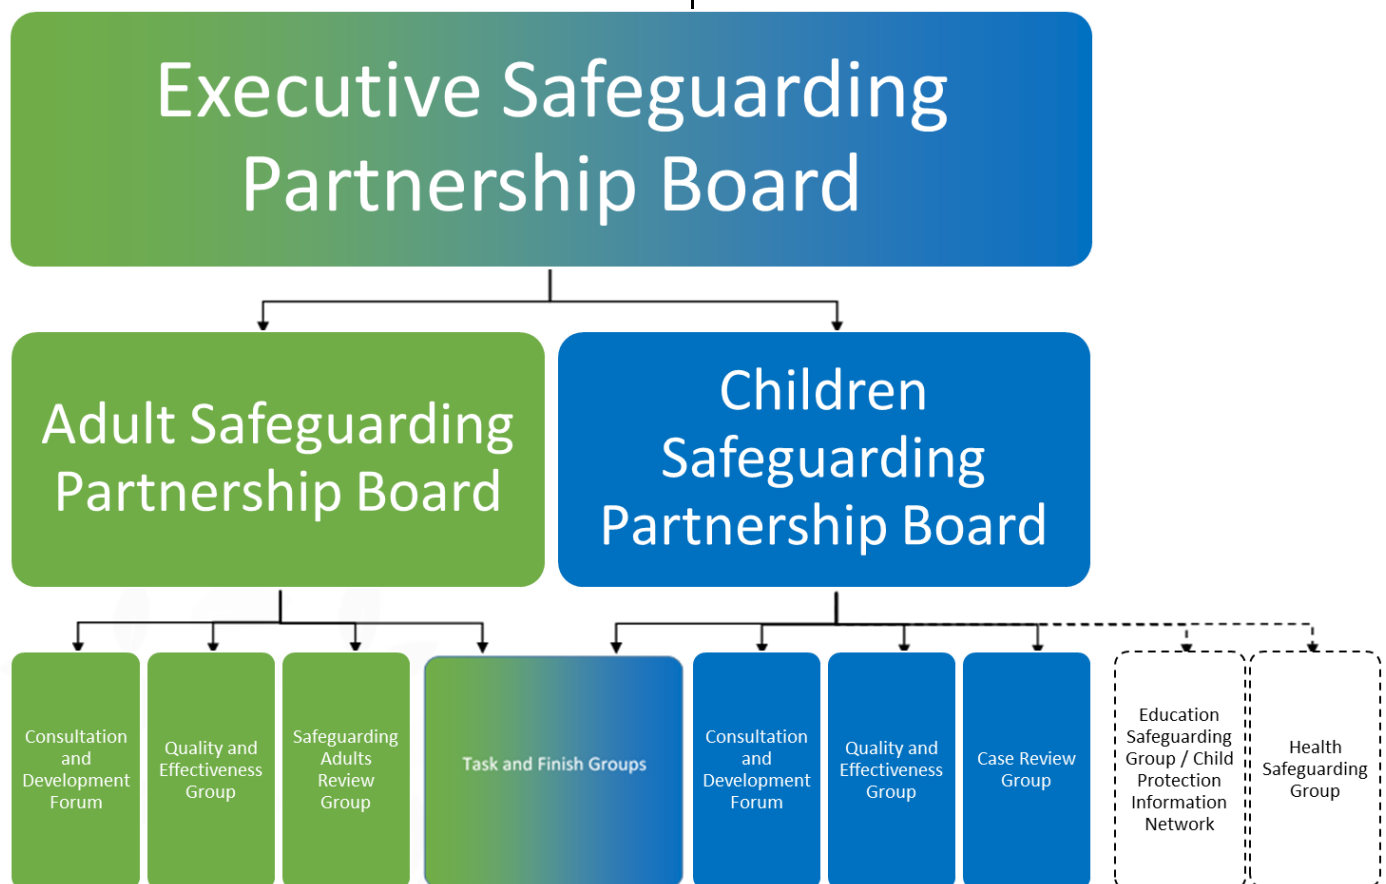 Executive Safeguarding
Partnership Board
Adult Safeguarding
Partnership Board
Children
Safeguarding
Partnership Board
Consultation
and
Development
Forum
Quality and
Effectiveness
Group
Safeguarding
Adults
Review
Group
Task and Finish Groups
Consultation
and
Development
Forum
Quality and
Effectiveness
Group
Case Review
Group
Education
Safeguarding
Group / Child
Protection
Information
Network
Health
Safeguarding
Group